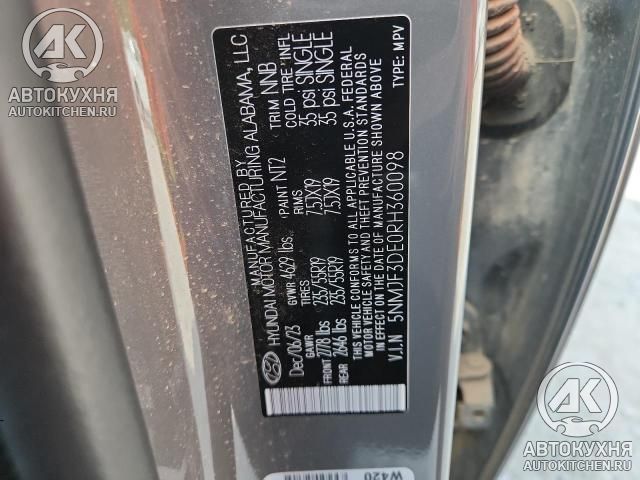 АВТОКУХНЯ
AUTOKITCHEN.RU
MANUFACTURED BY
HYUNDAI MOTOR MANUFACTURING ALABAMA, LLC
Dec/06/23 GVWR 4629 lbs PAINT NT2 TRIM NNB
GAWR TIRES RIMS COLD TIRE INFL
FRONT 2778 lbs 235/55R19 7.5JX19 35 psi SINGLE
REAR 2646 lbs 235/55R19 7.5JX19 35 psi SINGLE
THIS VEHICLE CONFORMS TO ALL APPLICABLE U.S.A. FEDERAL
MOTOR VEHICLE SAFETY AND THEFT PREVENTION STANDARDS
IN EFFECT ON THE DATE OF MANUFACTURE SHOWN ABOVE
V.I.N 5NMJF3DE0RH360098 TYPE: MPV
W420
АВТОКУХНЯ
AUTOKITCHEN.RU